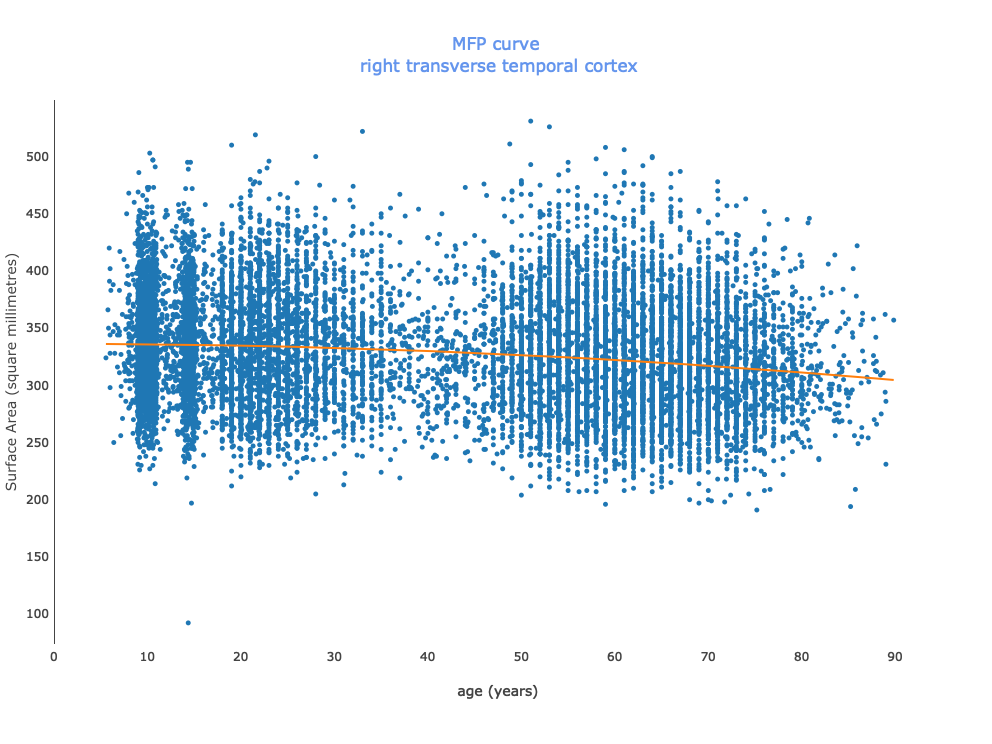 MFP curve
right transverse temporal cortex
Surface Area (square millimetres)
500
450
400
350
300
250
200
150
100
0 10 20 30 40 50 60 70 80 90
age (years)